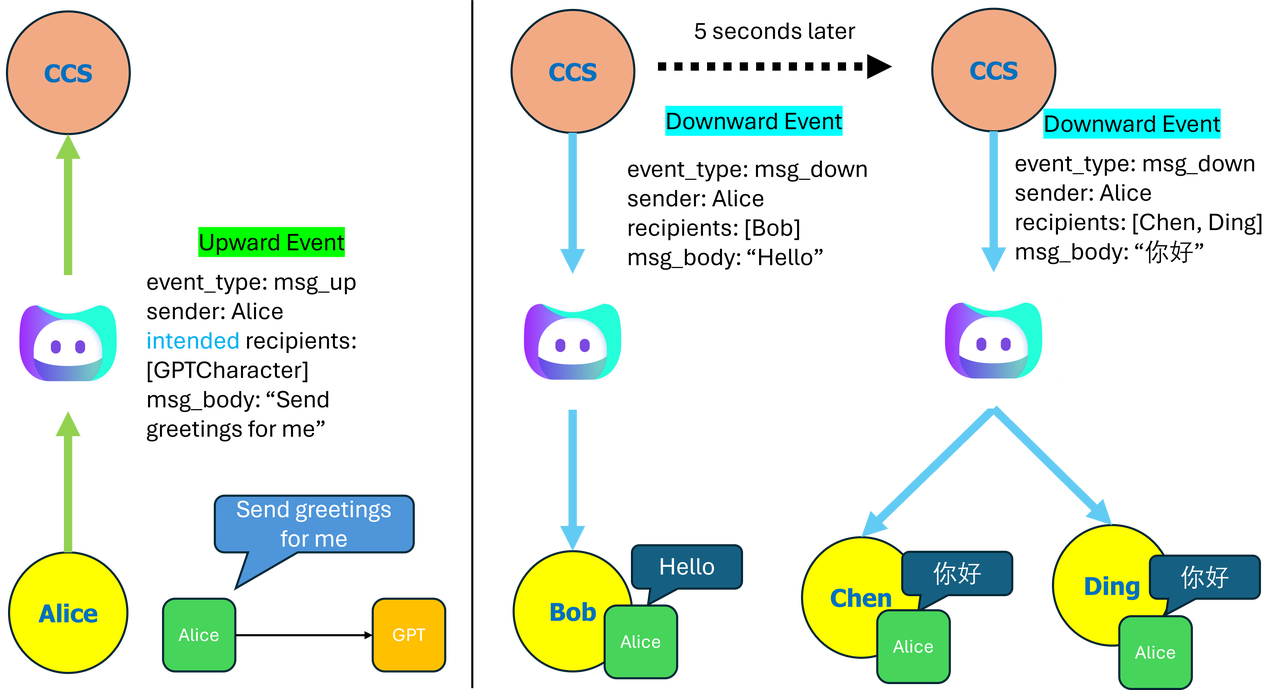 CCS
Upward Event
event_type: msg_up
sender: Alice
intended recipients:
[GPTCharacter]
msg_body: “Send
greetings for me”
Send greetings
for me
Alice
Alice
GPT
CCS
5 seconds later
CCS
Downward Event
event_type: msg_down
sender: Alice
recipients: [Bob]
msg_body: “Hello”
Downward Event
event_type: msg_down
sender: Alice
recipients: [Chen, Ding]
msg_body: “你好”
Bob
Hello
Alice
Chen
你好
Alice
Ding
你好
Alice